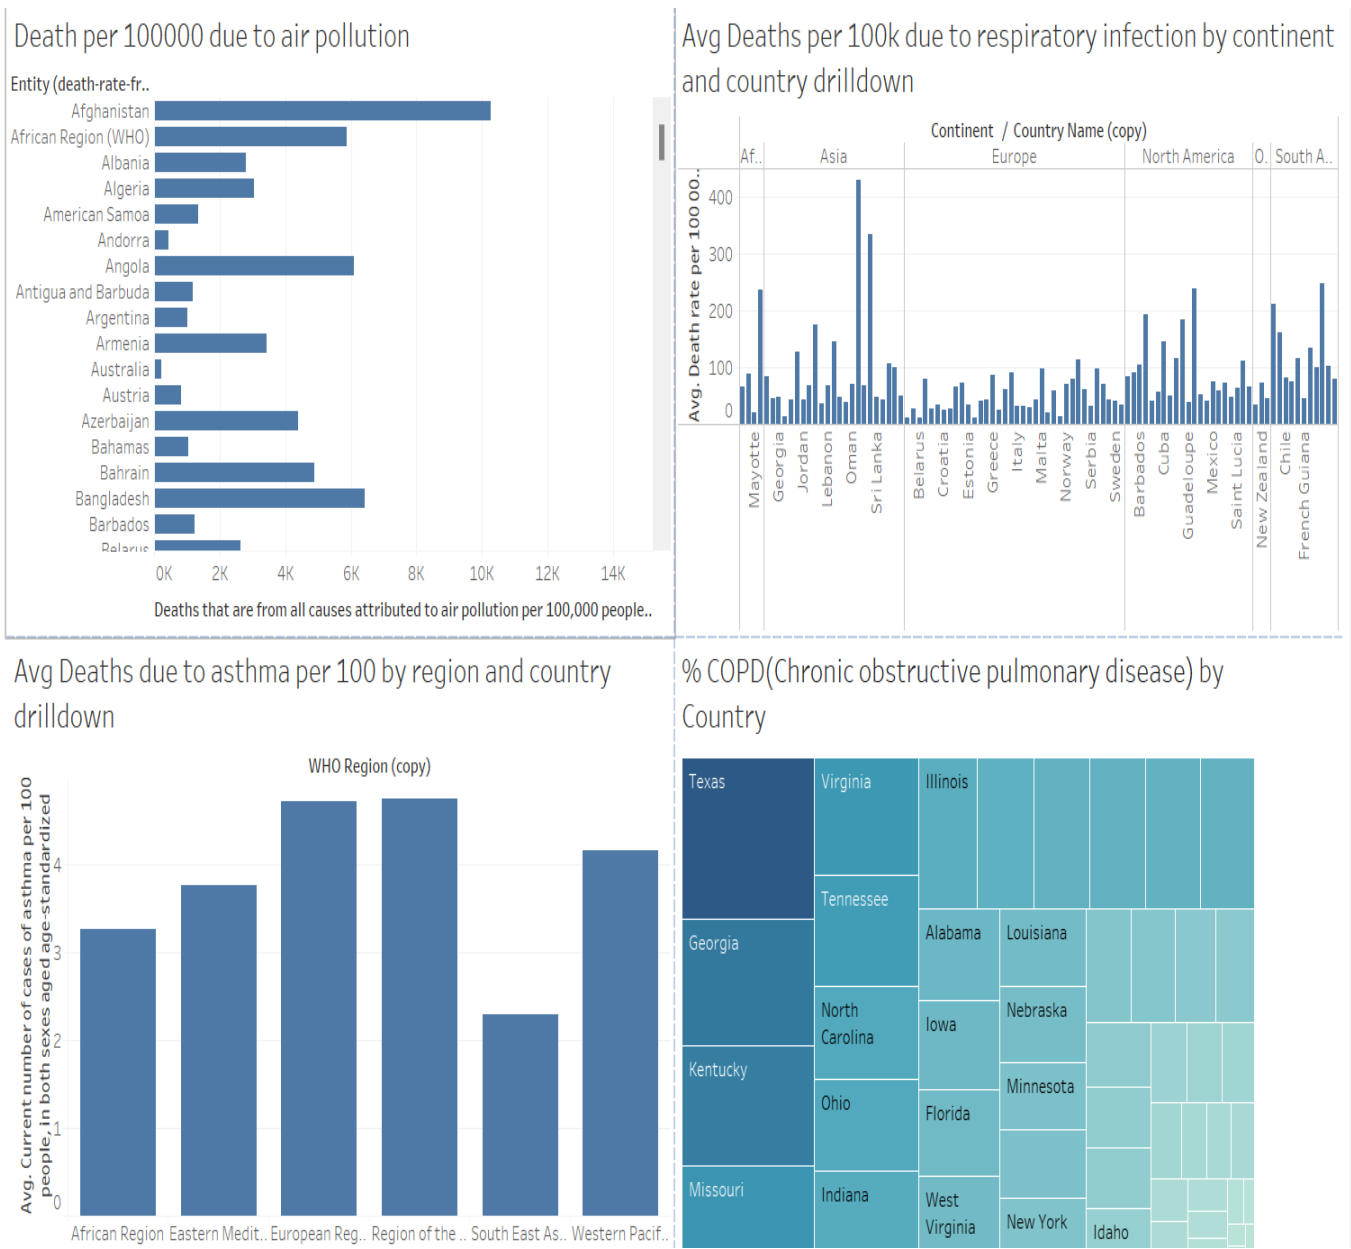 Death per 100000 due to air pollution
Entity (death-rate-fr..
Afghanistan
African Region (WHO)
Albania
Algeria
American Samoa
Andorra
Angola
Antigua and Barbuda
Argentina
Armenia
Australia
Austria
Azerbaijan
Bahamas
Bahrain
Bangladesh
Barbados
Belarus
0K 2K 4K 6K 8K 10K 12K 14K
Deaths that are from all causes attributed to air pollution per 100,000 people..
Avg Deaths per 100k due to respiratory infection by continent
and country drilldown
Continent / Country Name (copy)
Af.. Asia Europe North America O. South A..
Avg. Death rate per 100 00..
400
300
200
100
0
Mayotte
Georgia
Jordan
Lebanon
Oman
Sri Lanka
Belarus
Croatia
Estonia
Greece
Italy
Malta
Norway
Serbia
Sweden
Barbados
Cuba
Guadeloupe
Mexico
Saint Lucia
New Zealand
Chile
French Guiana
Avg Deaths due to asthma per 100 by region and country
drilldown
WHO Region (copy)
Avg. Current number of cases of asthma per 100
people, in both sexes aged age-standardized
4
3
2
1
0
African Region Eastern Medit.. European Reg.. Region of the .. South East As.. Western Pacif..
% COPD(Chronic obstructive pulmonary disease) by
Country
Texas
Georgia
Kentucky
Missouri
Virginia
Tennessee
North
Carolina
Ohio
Indiana
Illinois
Alabama
Iowa
Florida
West
Virginia
Louisiana
Nebraska
Minnesota
New York
Idaho